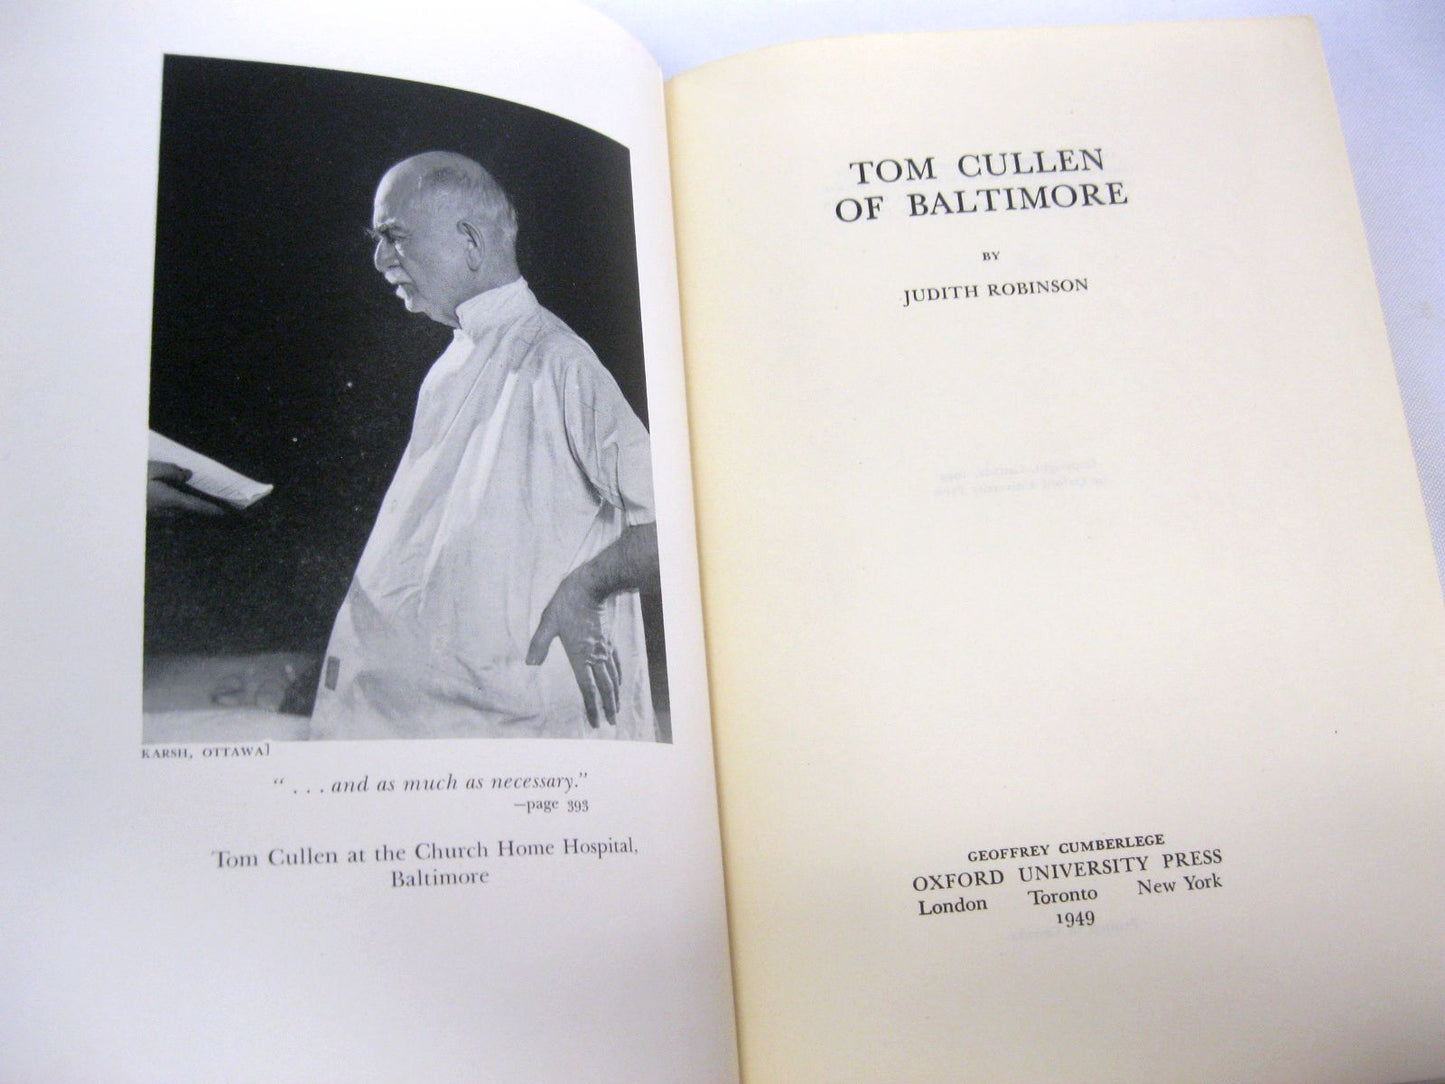 KARSH, OTTAWA]
“ . . . and as much as necessary.”
—page 393
Tom Cullen at the Church Home Hospital,
Baltimore
TOM CULLEN
OF BALTIMORE
BY
JUDITH ROBINSON
GEOFFREY CUMBERLEGE
OXFORD UNIVERSITY PRESS
London Toronto New York
1949